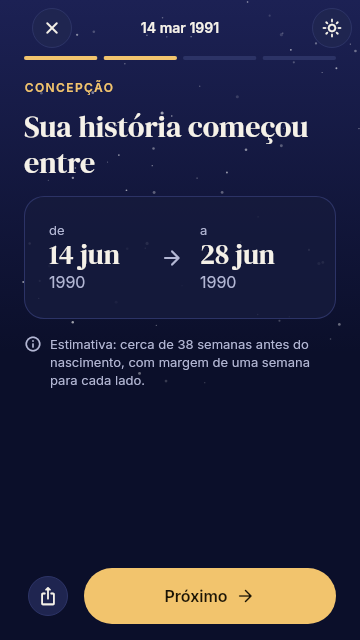 14 mar 1991
CONCEPÇÃO
Sua história começou
entre
de
14 jun
1990
a
28 jun
1990
Estimativa: cerca de 38 semanas antes do
nascimento, com margem de uma semana
para cada lado.
Próximo